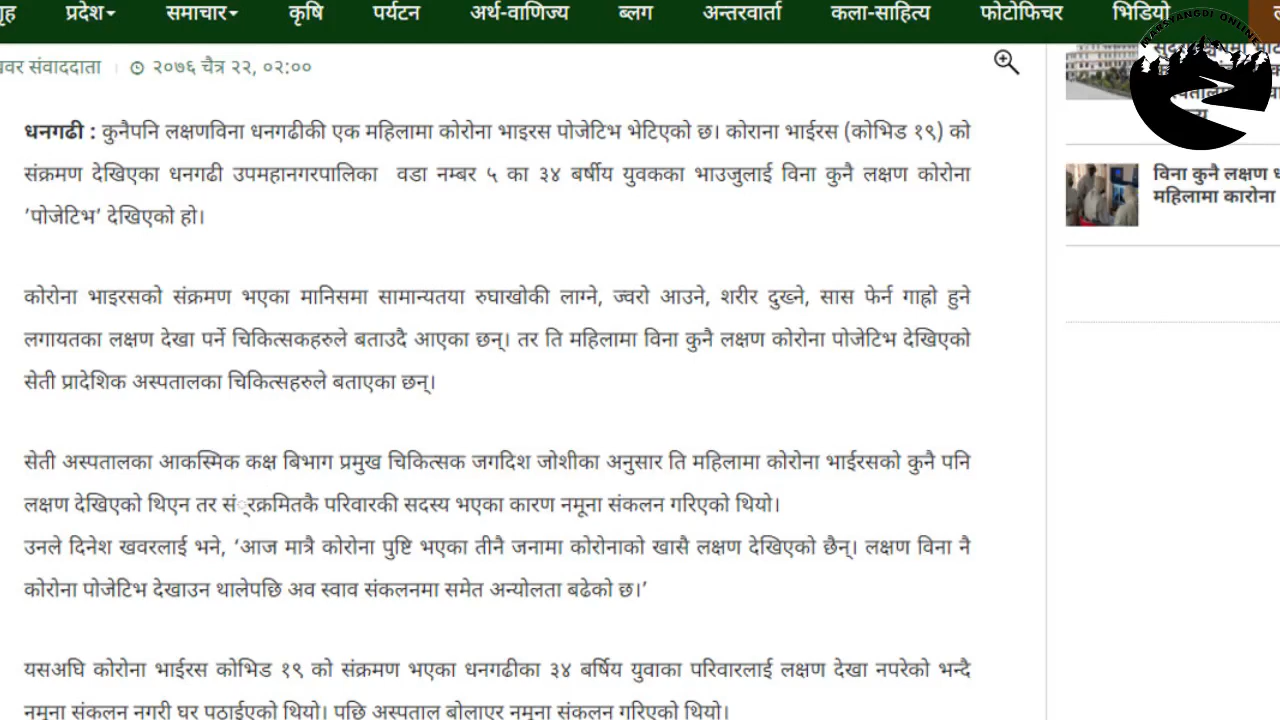 गृह प्रदेश समाचार कृषि पर्यटन अर्थ-वाणिज्य ब्लग अन्तरवार्ता कला-साहित्य फोटोफिचर भिडियो
MARSYANGDI ONLINE
संवाददाता २०७६ चैत्र २२, ०२:००
धनगढी : कुनैपनि लक्षणविना धनगढीकी एक महिलामा कोरोना भाइरस पोजेटिभ भेटिएको छ। कोराना भाईरस (कोभिड १९) को
संक्रमण देखिएका धनगढी उपमहानगरपालिका वडा नम्बर ५ का ३४ बर्षीय युवकका भाउजुलाई विना कुनै लक्षण कोरोना
’पोजेटिभ’ देखिएको हो।
कोरोना भाइरसको संक्रमण भएका मानिसमा सामान्यतया रुघाखोकी लाग्ने, ज्वरो आउने, शरीर दुख्ने, सास फेर्न गाह्रो हुने
लगायतका लक्षण देखा पर्ने चिकित्सकहरुले बताउदै आएका छन्। तर ति महिलामा विना कुनै लक्षण कोरोना पोजेटिभ देखिएको
सेती प्रादेशिक अस्पतालका चिकित्सहरुले बताएका छन्।
सेती अस्पतालका आकस्मिक कक्ष बिभाग प्रमुख चिकित्सक जगदिश जोशीका अनुसार ति महिलामा कोरोना भाईरसको कुनै पनि
लक्षण देखिएको थिएन तर सं्रक्रमितकै परिवारकी सदस्य भएका कारण नमूना संकलन गरिएको थियो।
उनले दिनेश खवरलाई भने, ‘आज मात्रै कोरोना पुष्टि भएका तीनै जनामा कोरोनाको खासै लक्षण देखिएको छैन्। लक्षण विना नै
कोरोना पोजेटिभ देखाउन थालेपछि अव स्वाव संकलनमा समेत अन्योलता बढेको छ।’
यसअघि कोरोना भाईरस कोभिड १९ को संक्रमण भएका धनगढीका ३४ बर्षिय युवाका परिवारलाई लक्षण देखा नपरेको भन्दै
नमूना संकलन नगरी घर पठाईएको थियो। पछि अस्पताल बोलाएर नमूना संकलन गरिएको थियो।
विना कुनै लक्षण
महिलामा कारोना